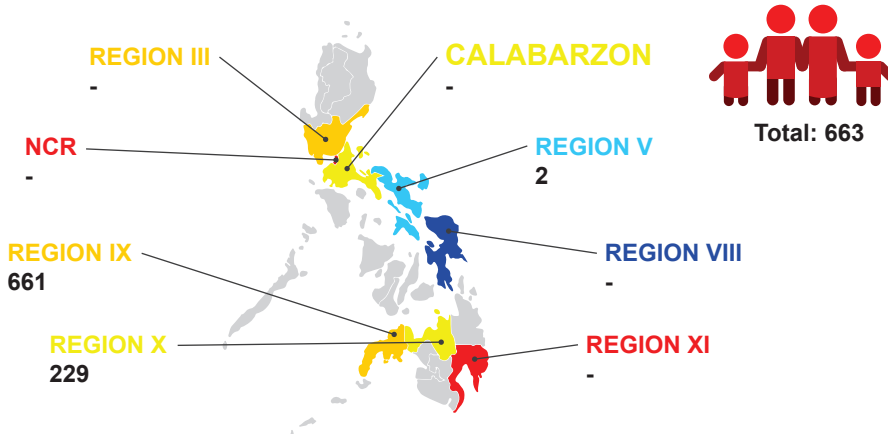 REGION III
-
CALABARZON
-
Total: 663
NCR
-
REGION V
2
REGION IX
661
REGION VIII
-
REGION X
229
REGION XI
-